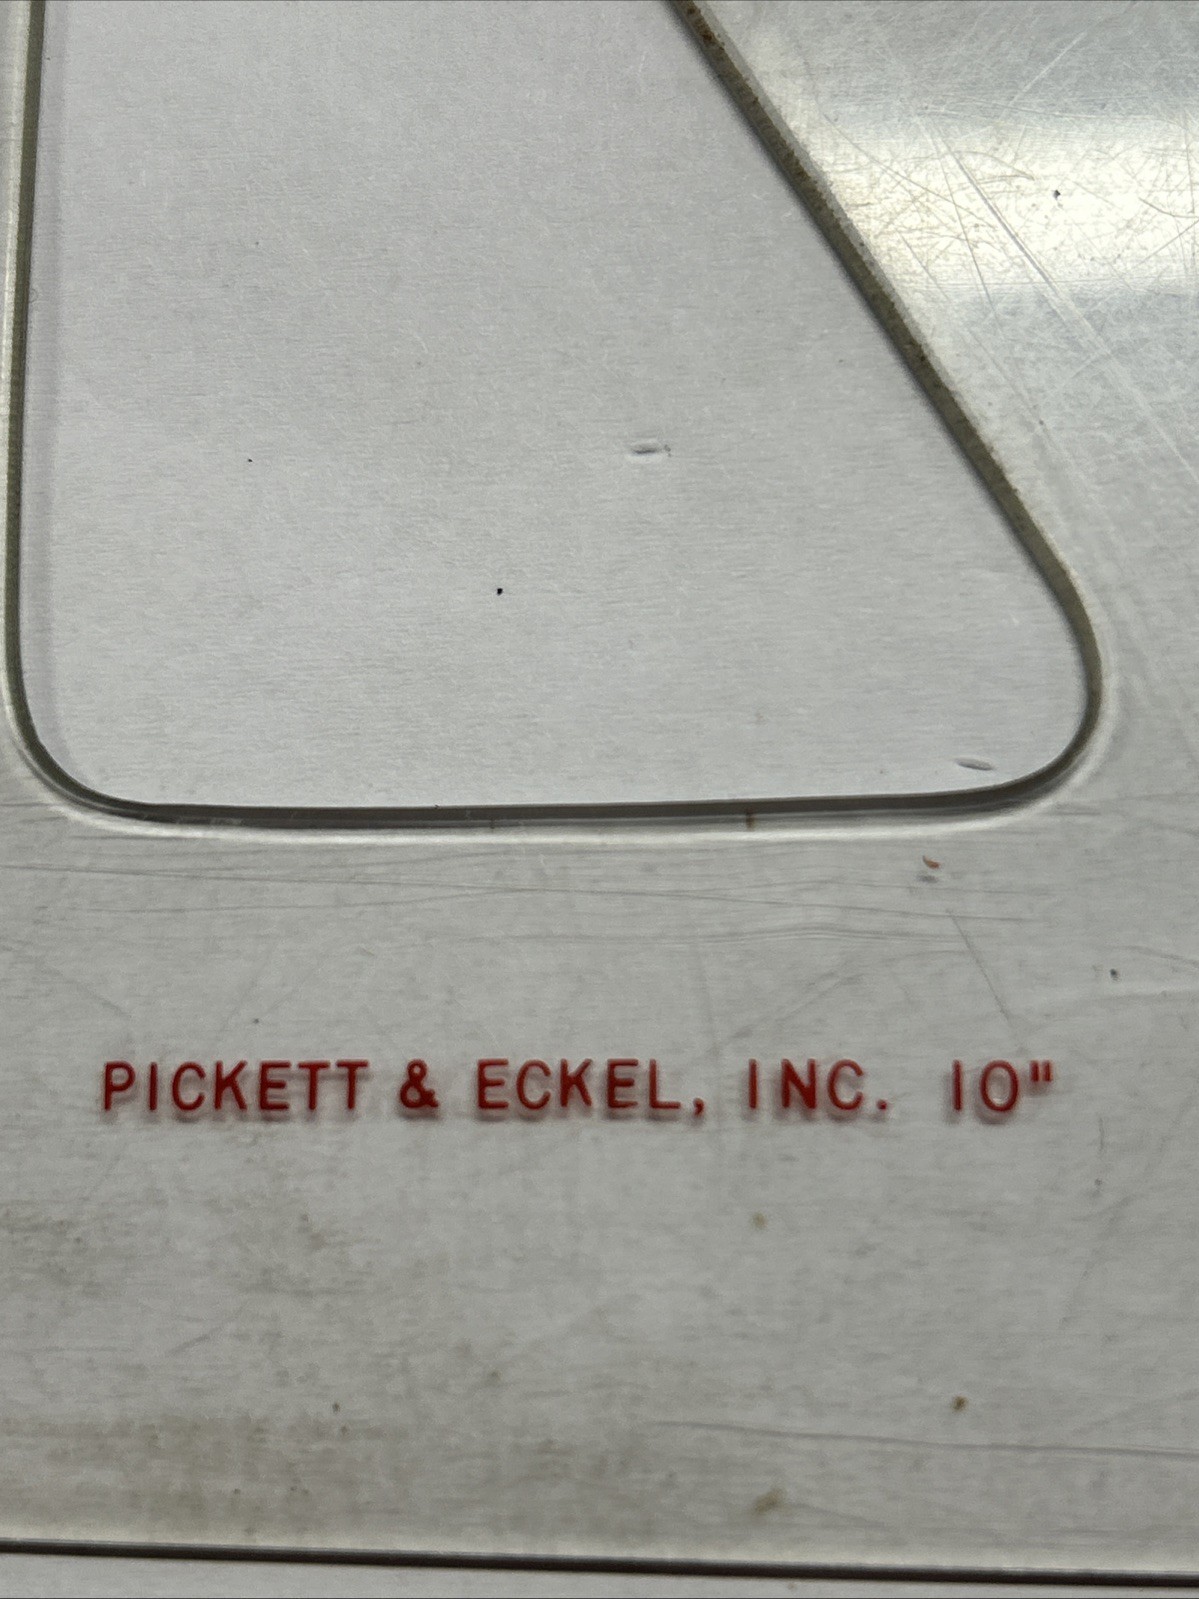 PICKETT & ECKEL, INC. 10"